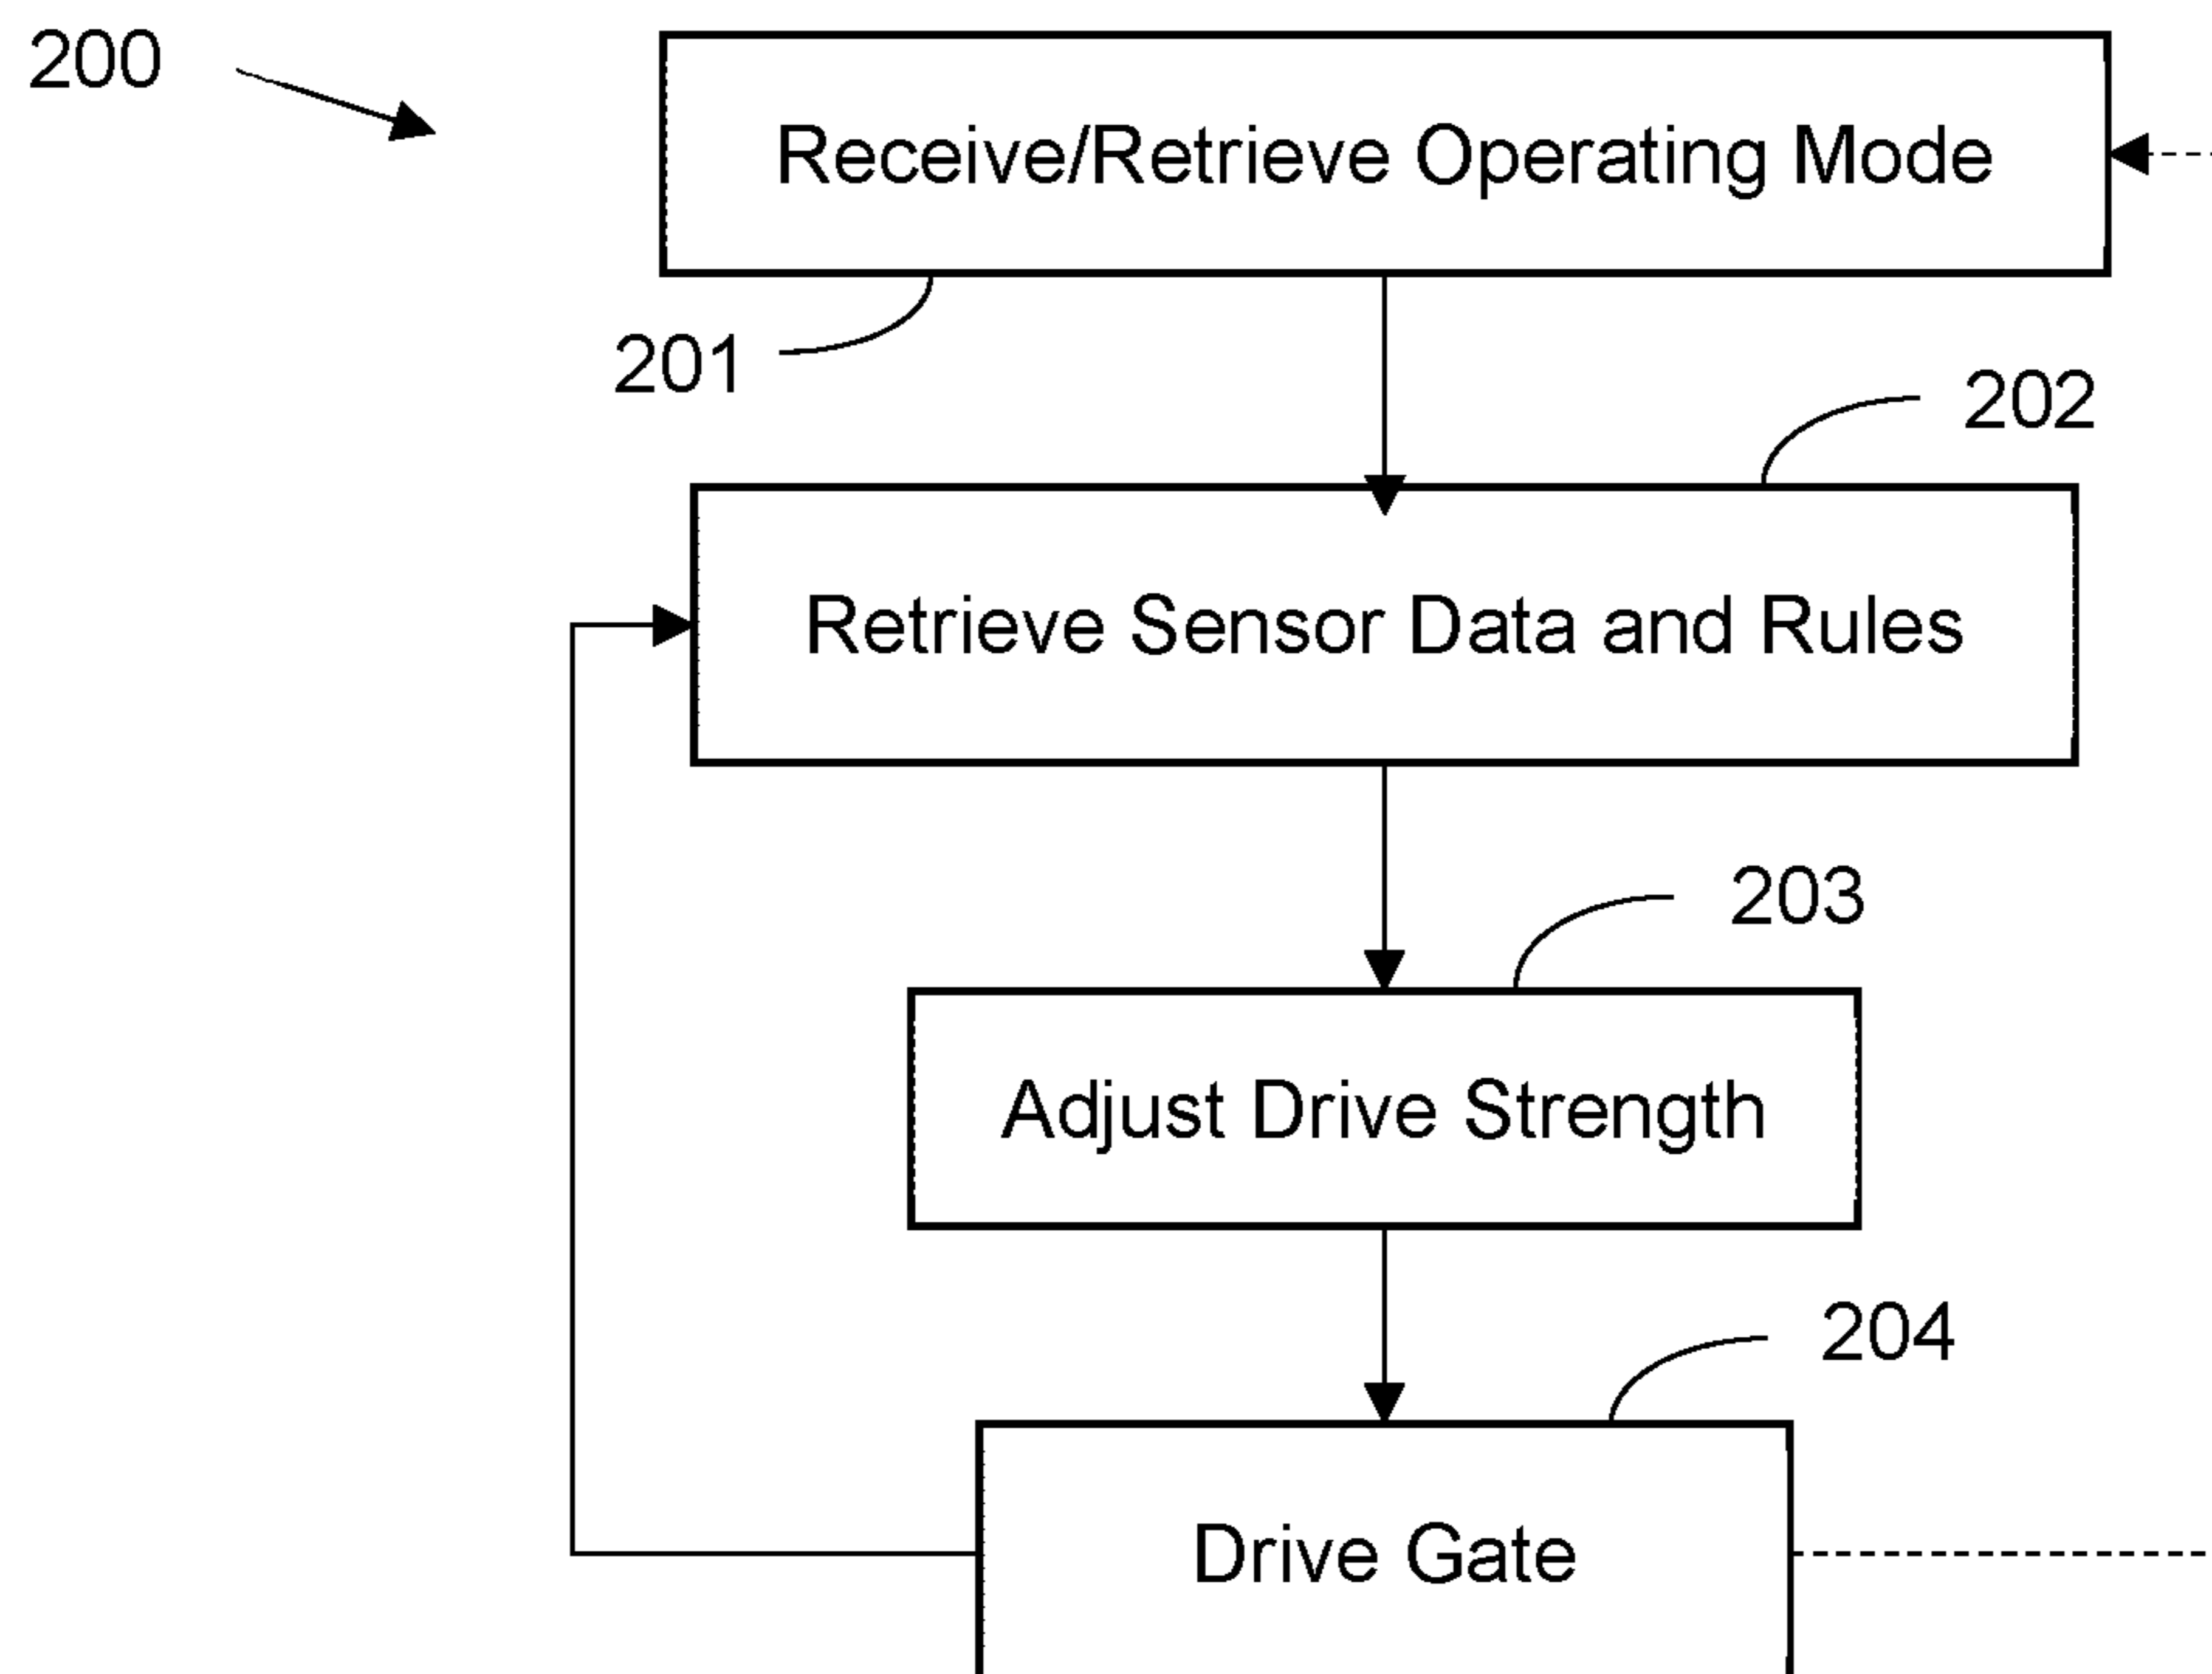 200
Receive/Retrieve Operating Mode
201
202
Retrieve Sensor Data and Rules
203
Adjust Drive Strength
204
Drive Gate